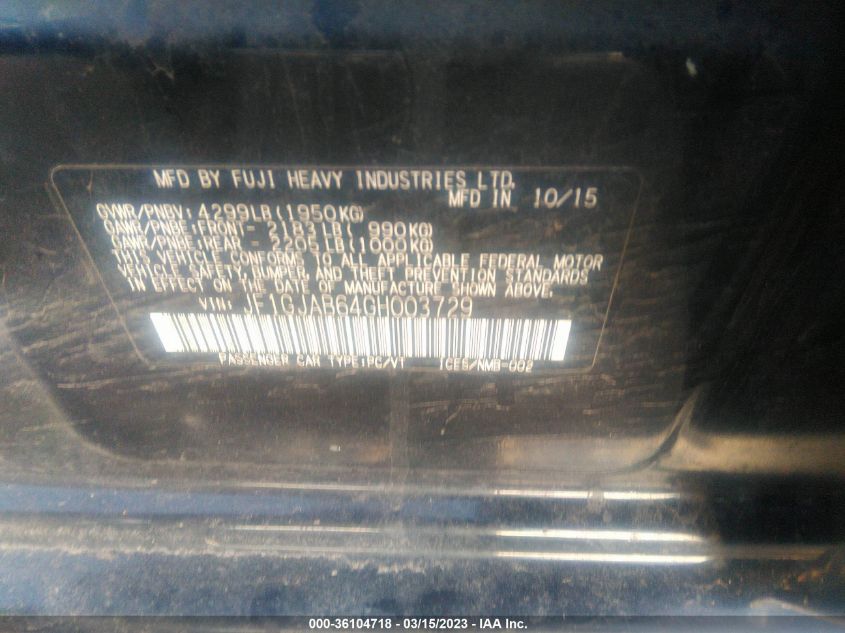 MFD BY FUJI HEAVY INDUSTRIES LTD.
MFD IN 10/15
GVWR/PNBV: 4299LB (1950KG)
GAWR/PNBE:FRONT- 2183LB ( 990KG)
GAWR/PNBE:REAR - 2205LB (1000KG)
THIS VEHICLE CONFORMS TO ALL APPLICABLE FEDERAL MOTOR
VEHICLE SAFETY, BUMPER, AND THEFT PREVENTION STANDARDS
IN EFFECT ON THE DATE OF MANUFACTURE SHOWN ABOVE.
VIN: JF1GJAB64GH003729
PASSENGER CAR TYPE:PG/VT ICES/NMB-002
000-36104718 - 03/15/2023 - IAA Inc.